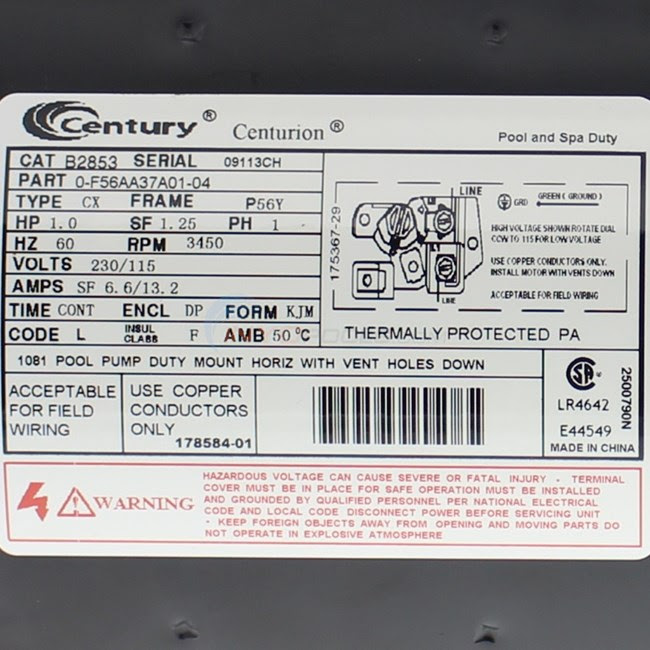 Century® Centurion® Pool and Spa Duty
CAT B2853 SERIAL 09113CH
PART 0-F56AA37A01-04
TYPE CX FRAME P56Y
HP 1.0 SF 1.25 PH 1
HZ 60 RPM 3450
VOLTS 230/115
AMPS SF 6.6/13.2
TIME CONT ENCL DP FORM KJM
CODE L INSUL CLASS F AMB 50 °C
175367-29
LINE
L1
LINE
GRD GREEN ( GROUND )
HIGH VOLTAGE SHOWN ROTATE DIAL
CCW TO 115 FOR LOW VOLTAGE
USE COPPER CONDUCTORS ONLY.
INSTALL MOTOR WITH VENTS DOWN
ACCEPTABLE FOR FIELD WIRING
THERMALLY PROTECTED PA
1081 POOL PUMP DUTY MOUNT HORIZ WITH VENT HOLES DOWN
ACCEPTABLE
FOR FIELD
WIRING
USE COPPER
CONDUCTORS
ONLY 178584-01
SA
LR4642
E44549
MADE IN CHINA
2500790N
WARNING
HAZARDOUS VOLTAGE CAN CAUSE SEVERE OR FATAL INJURY - TERMINAL
COVER MUST BE IN PLACE FOR SAFE OPERATION MUST BE INSTALLED
AND GROUNDED BY QUALIFIED PERSONNEL PER NATIONAL ELECTRICAL
CODE AND LOCAL CODE DISCONNECT POWER BEFORE SERVICING UNIT
- KEEP FOREIGN OBJECTS AWAY FROM OPENING AND MOVING PARTS DO
NOT OPERATE IN EXPLOSIVE ATMOSPHERE